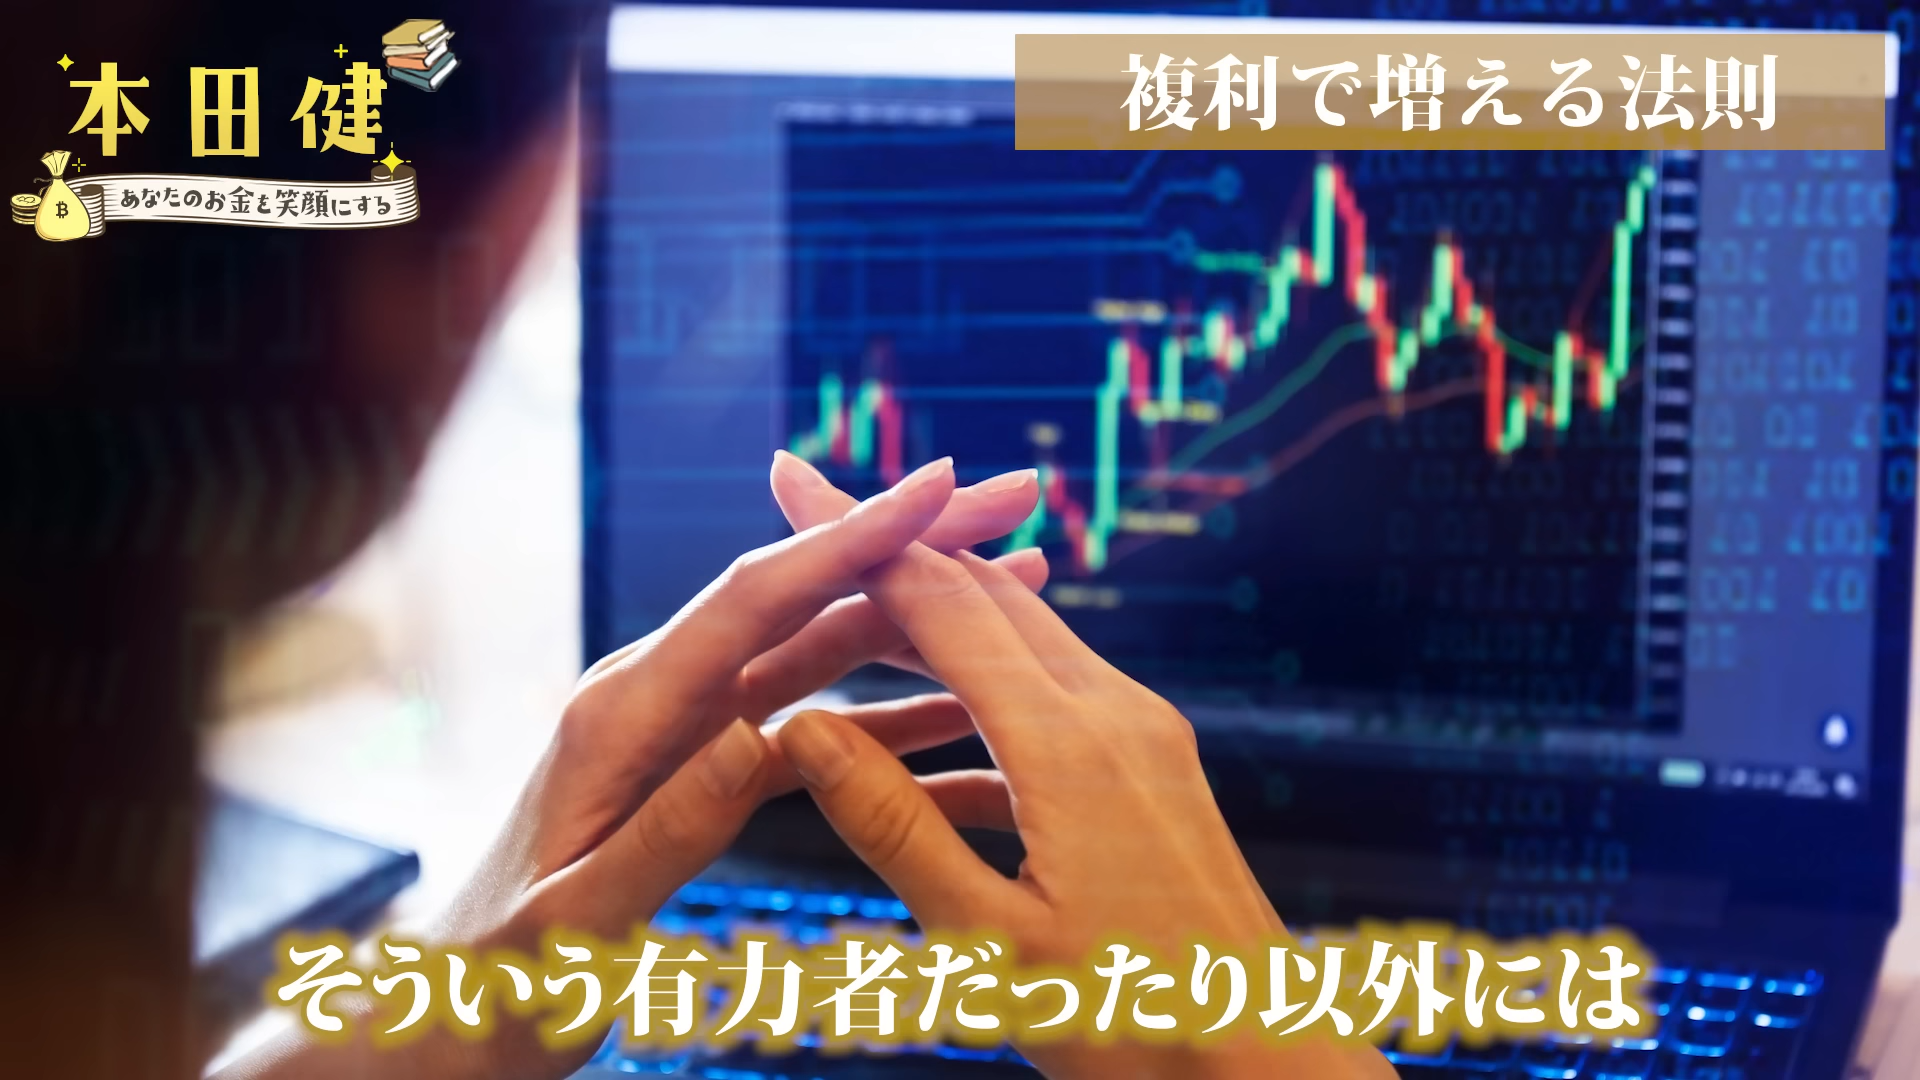 本田健
あなたのお金を笑顔にする
複利で増える法則
そういう有力者だったり以外には